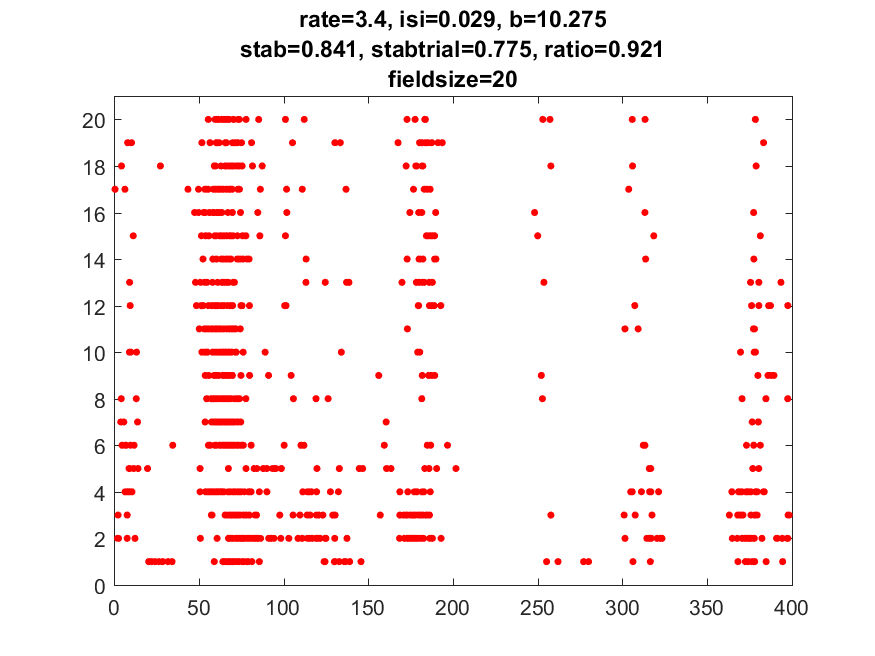 rate=3.4, isi=0.029, b=10.275
stab=0.841, stabtrial=0.775, ratio=0.921
fieldsize=20
20
18
16
14
12
10
8
6
4
2
0
0 50 100 150 200 250 300 350 400